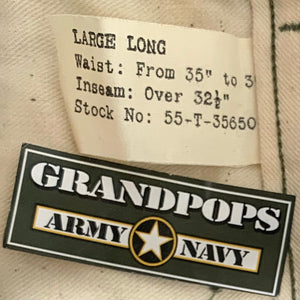 LARGE LONG
Waist: From 35" to 3
Inseam: Over 32½"
Stock No: 55-T-35650
GRANDPOPS
ARMY NAVY